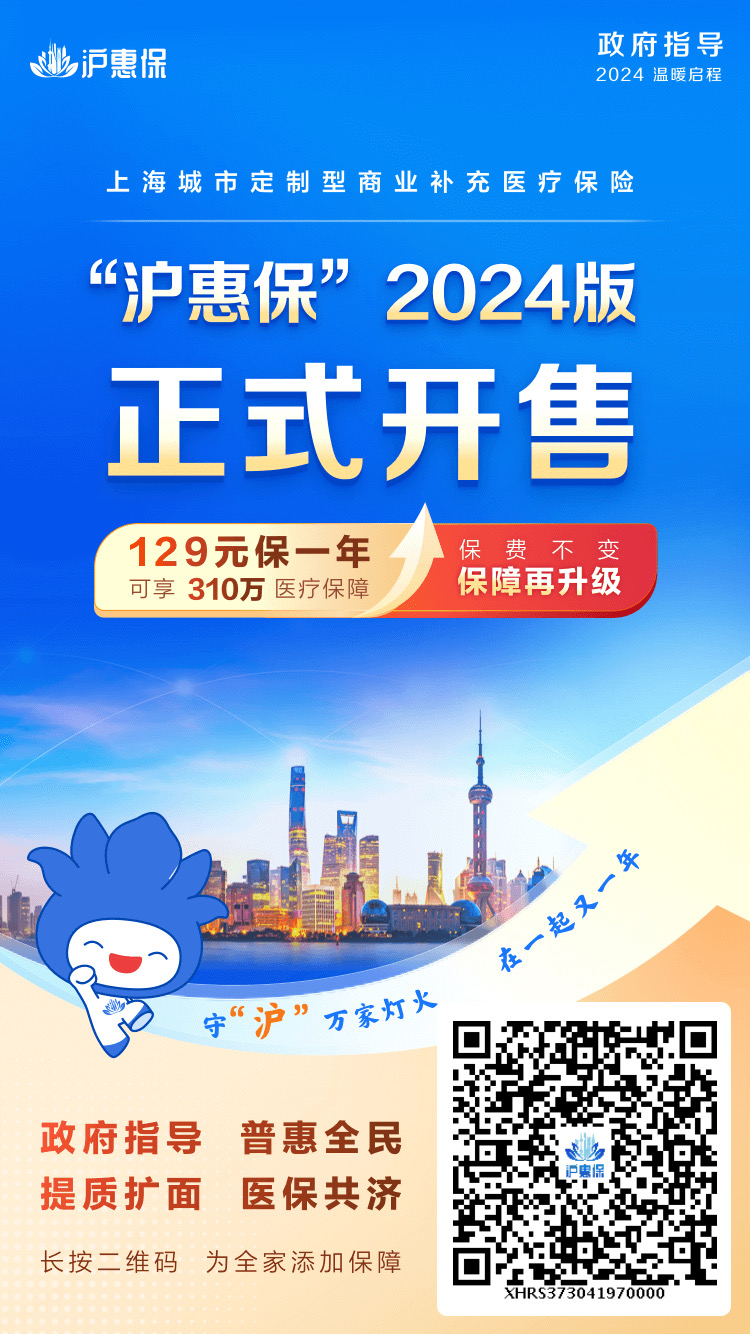 沪惠保
政府指导
2024 温暖启程
上海城市定制型商业补充医疗保险
“沪惠保” 2024版
正式开售
129元保一年
可享 310万 医疗保障
保费不变
保障再升级
守“沪”万家灯火 在一起又一年
政府指导 普惠全民
提质扩面 医保共济
长按二维码 为全家添加保障
沪惠保
XHRS373041970000